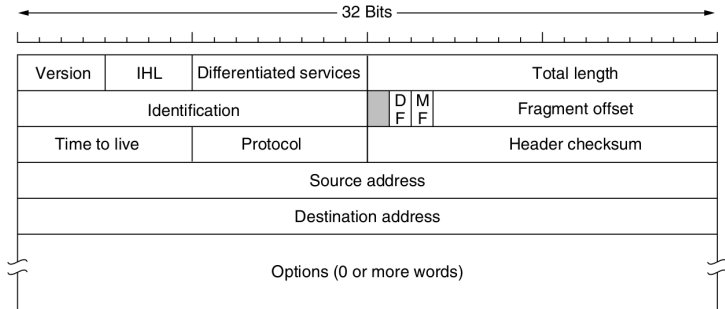 32 Bits
Version IHL Differentiated services Total length
Identification D F M F Fragment offset
Time to live Protocol Header checksum
Source address
Destination address
Options (0 or more words)